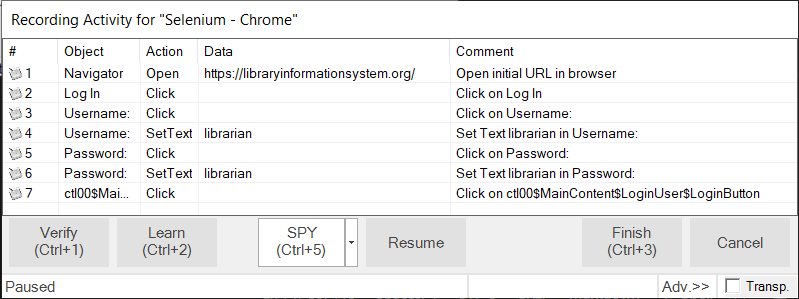 Recording Activity for "Selenium - Chrome"
# Object Action Data Comment
1 Navigator Open https://libraryinformationsystem.org/ Open initial URL in browser
2 Log In Click Click on Log In
3 Username: Click Click on Username:
4 Username: SetText librarian Set Text librarian in Username:
5 Password: Click Click on Password:
6 Password: SetText librarian Set Text librarian in Password:
7 ctl00$Mai... Click Click on ctl00$MainContent$LoginUser$LoginButton
Verify Learn SPY Resume Finish Cancel
(Ctrl+1) (Ctrl+2) (Ctrl+5) (Ctrl+3)
Paused Adv.>> Transp.